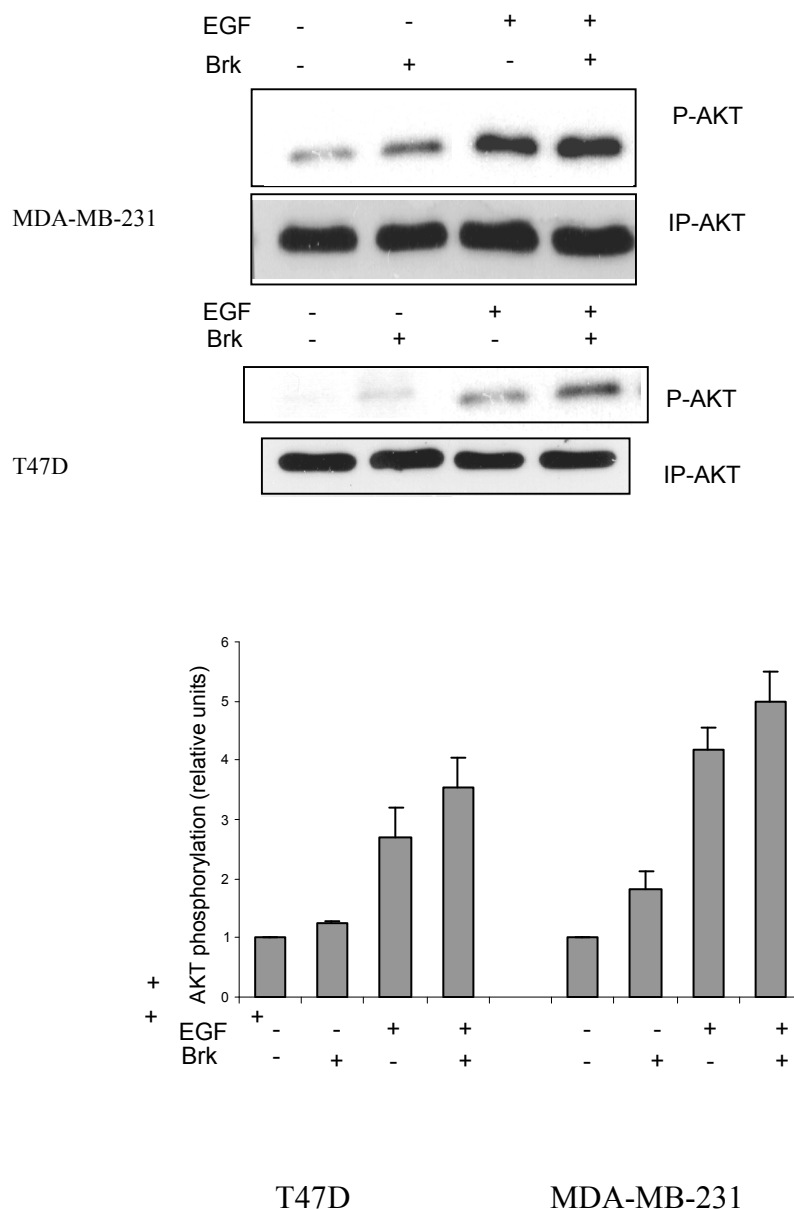 EGF - - + +
Brk - + - +
P-AKT
MDA-MB-231
IP-AKT
EGF - - + +
Brk - + - +
P-AKT
T47D
IP-AKT
AKT phosphorylation (relative units)
6
5
4
3
2
1
0
+
+ +
EGF - - + + - - + +
Brk - + - + - + - +
T47D MDA-MB-231